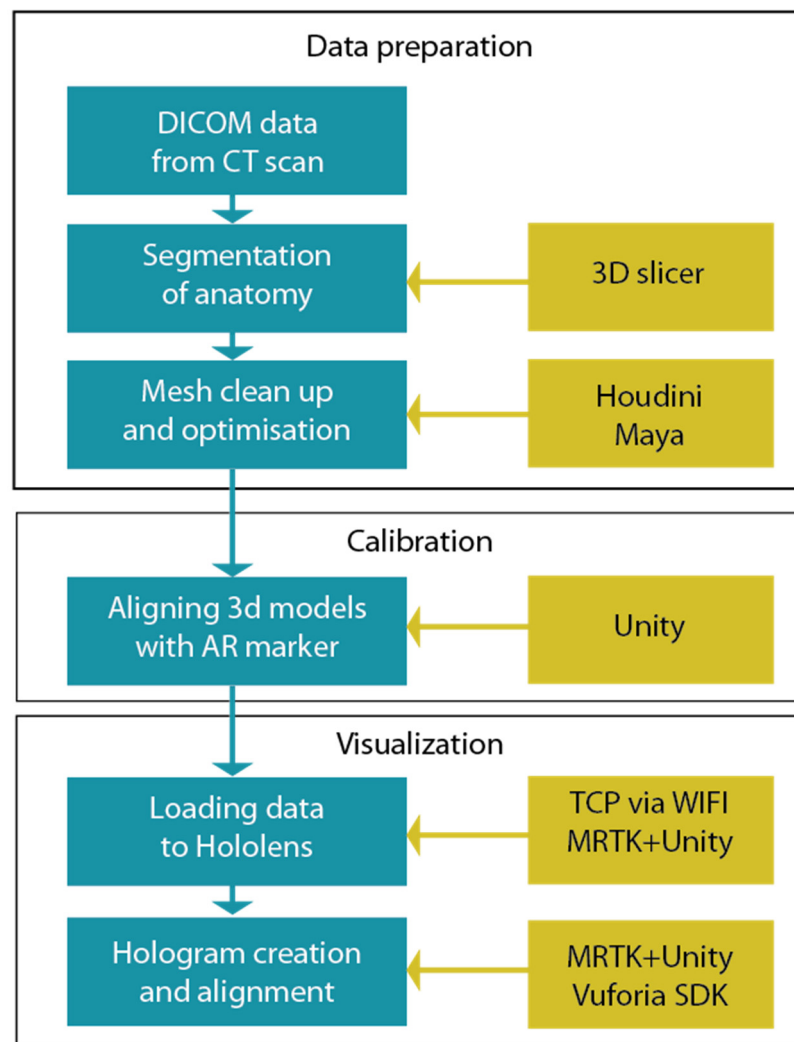 Data preparation
DICOM data
from CT scan
Segmentation
of anatomy
3D slicer
Mesh clean up
and optimisation
Houdini
Maya
Calibration
Aligning 3d models
with AR marker
Unity
Visualization
Loading data
to Hololens
TCP via WIFI
MRTK+Unity
Hologram creation
and alignment
MRTK+Unity
Vuforia SDK